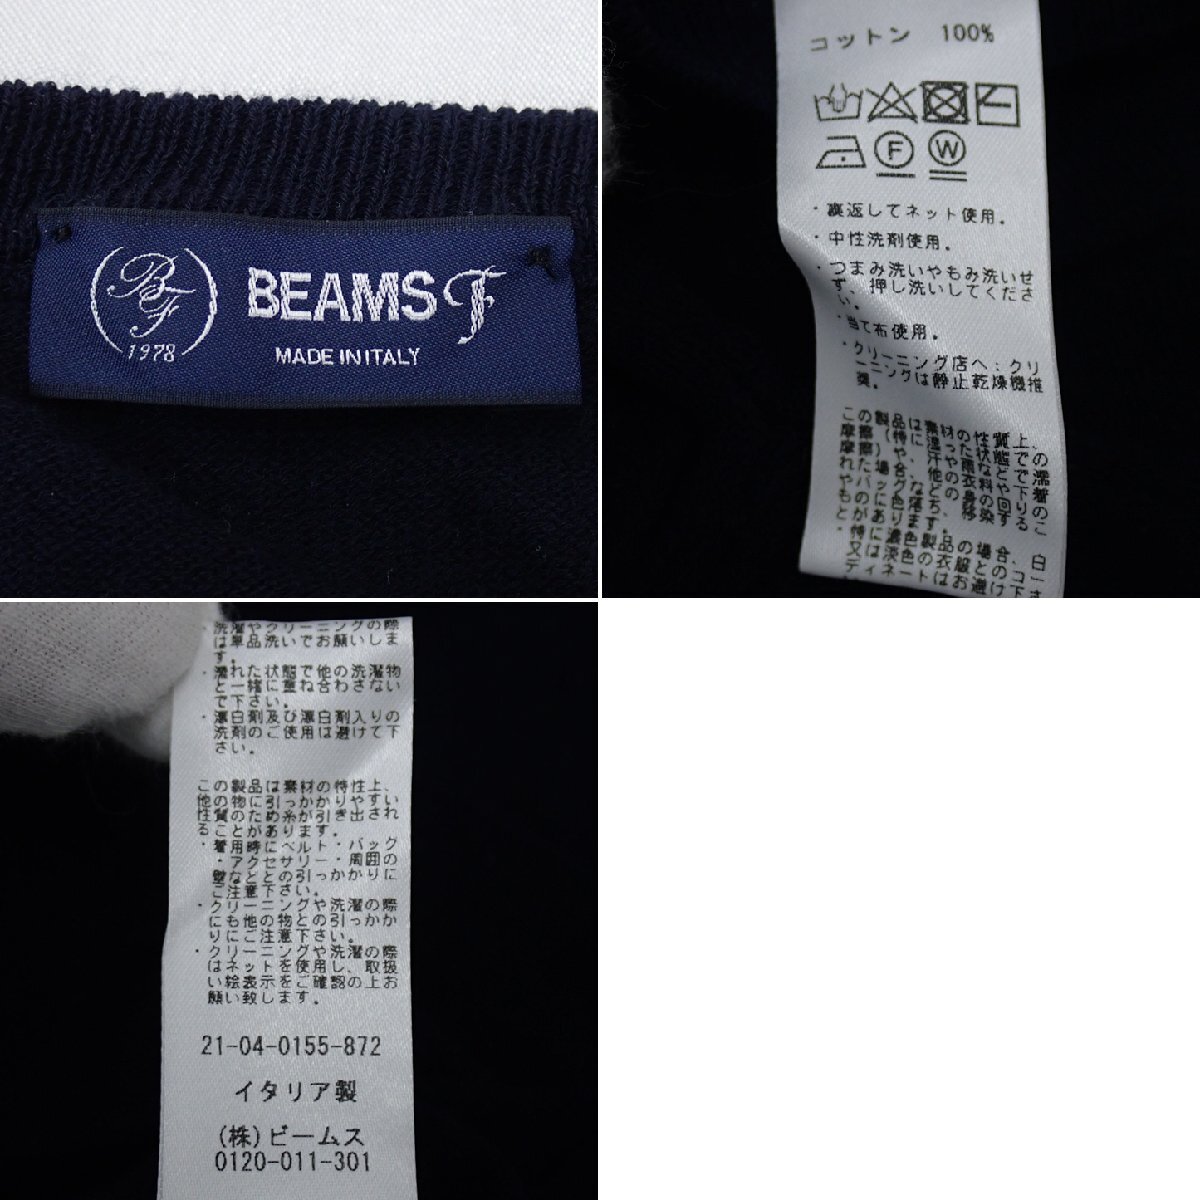 BF
1978
BEAMS F
MADE IN ITALY
コットン 100%
F W
・裏返してネット使用。
・中性洗剤使用。
・つまみ洗いやもみ洗いせ
ず、押し洗いしてくださ
い。
・当て布使用。
・クリーニング店へ：クリ
ーニングは静止乾燥機推
奨。
この製品は素材の性質上、
・洗濯やクリーニングの際
は単品洗いでお願いしま
す。
・濡れた状態で他の洗濯物
と一緒に重ね合わさない
で下さい。
・漂白剤及び漂白剤入りの
洗剤のご使用は避けて下
さい。
この製品は素材の特性上、
他の物に引っかかりやすい
性質のため糸が引き出され
ることがあります。
・着用時にベルト・バッグ
・アクセサリー・周囲の
壁などとの引っかかりに
ご注意下さい。
・クリーニングや洗濯の際
にも他の物との引っかか
りにご注意下さい。
・クリーニングや洗濯の際
はネットを使用し、取扱
い絵表示をご確認の上お
願い致します。
21-04-0155-872
イタリア製
(株)ビームス
0120-011-301